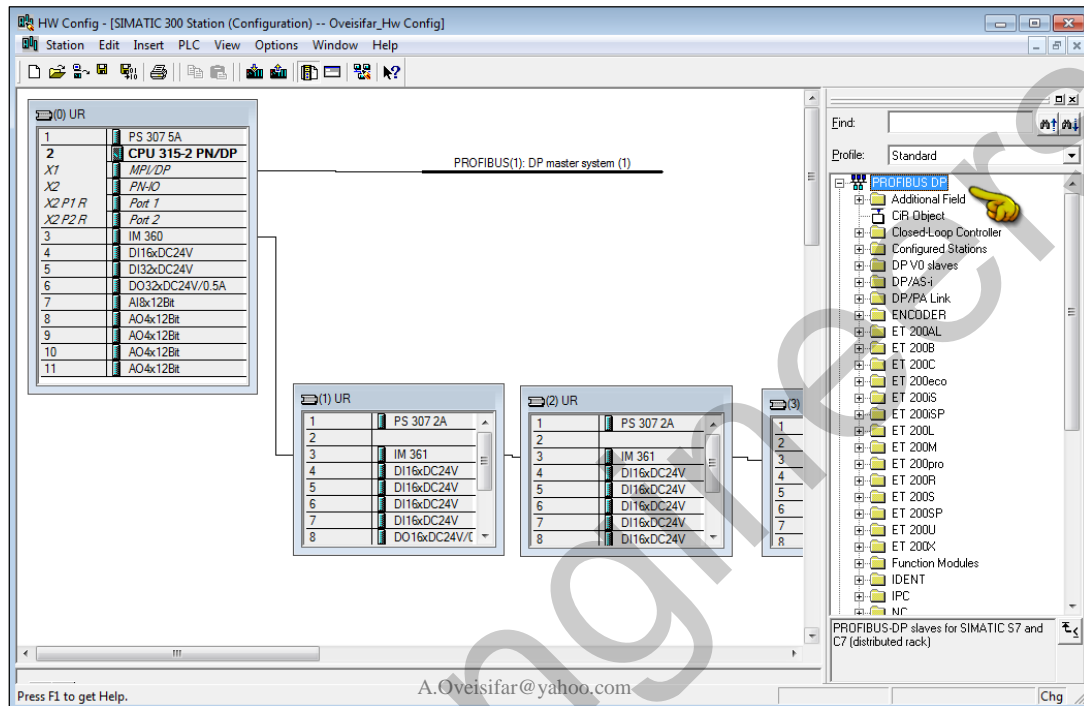 HW Config - [SIMATIC 300 Station (Configuration) -- Oveisifar_Hw Config]
Station Edit Insert PLC View Options Window Help
(0) UR
1 PS 307 5A
2 CPU 315-2 PN/DP
X1 MPI/DP
X2 PN-IO
X2 P1 R Port 1
X2 P2 R Port 2
3 IM 360
4 DI16xDC24V
5 DI32xDC24V
6 DO32xDC24V/0.5A
7 AI8x12Bit
8 AO4x12Bit
9 AO4x12Bit
10 AO4x12Bit
11 AO4x12Bit
PROFIBUS(1): DP master system (1)
(1) UR
1 PS 307 2A
2
3 IM 361
4 DI16xDC24V
5 DI16xDC24V
6 DI16xDC24V
7 DI16xDC24V
8 DO16xDC24V/
(2) UR
1 PS 307 2A
2
3 IM 361
4 DI16xDC24V
5 DI16xDC24V
6 DI16xDC24V
7 DI16xDC24V
8 DI16xDC24V
(3)
1
2
3
4
5
6
7
8
Find:
Profile: Standard
PROFIBUS DP
Additional Field
CiR Object
Closed-Loop Controller
Configured Stations
DP V0 slaves
DP/AS-i
DP/PA Link
ENCODER
ET 200AL
ET 200B
ET 200C
ET 200eco
ET 200iS
ET 200iSP
ET 200L
ET 200M
ET 200pro
ET 200R
ET 200S
ET 200SP
ET 200U
ET 200X
Function Modules
IDENT
IPC
NC
PROFIBUS-DP slaves for SIMATIC S7 and
C7 (distributed rack)
Press F1 to get Help.
A.Oveisifar@yahoo.com
Chg
ngineers